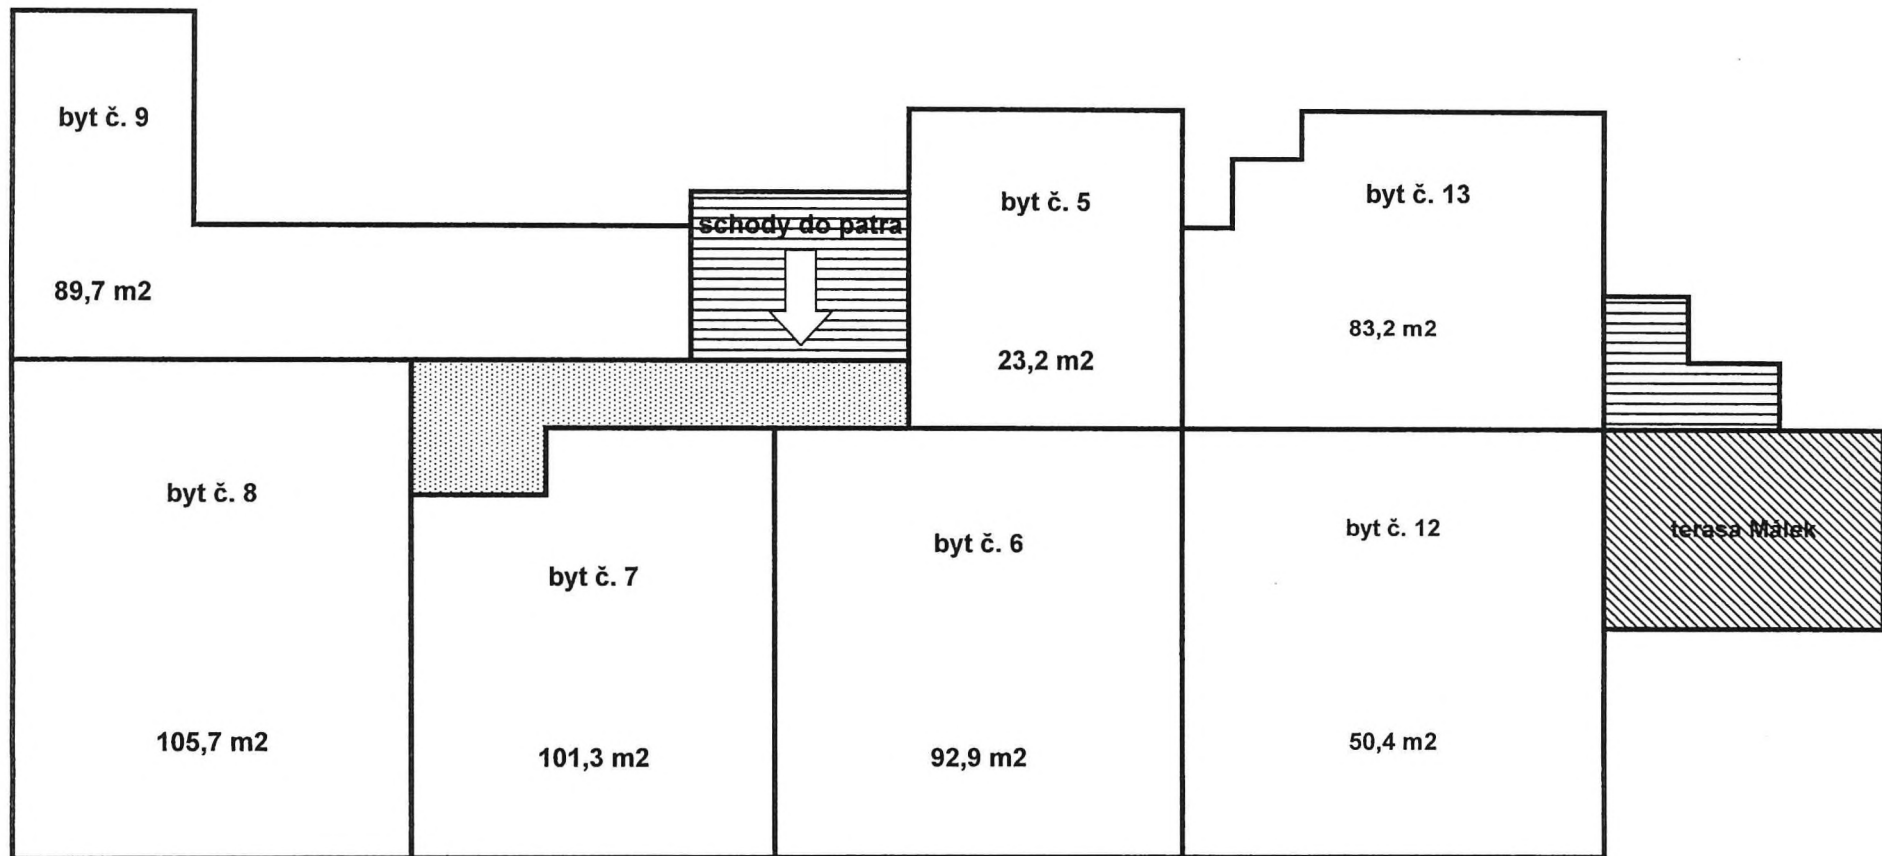 byt č. 9
89,7 m2
schody do patra
byt č. 5
23,2 m2
byt č. 13
83,2 m2
byt č. 8
105,7 m2
byt č. 7
101,3 m2
byt č. 6
92,9 m2
byt č. 12
50,4 m2
terasa Málek